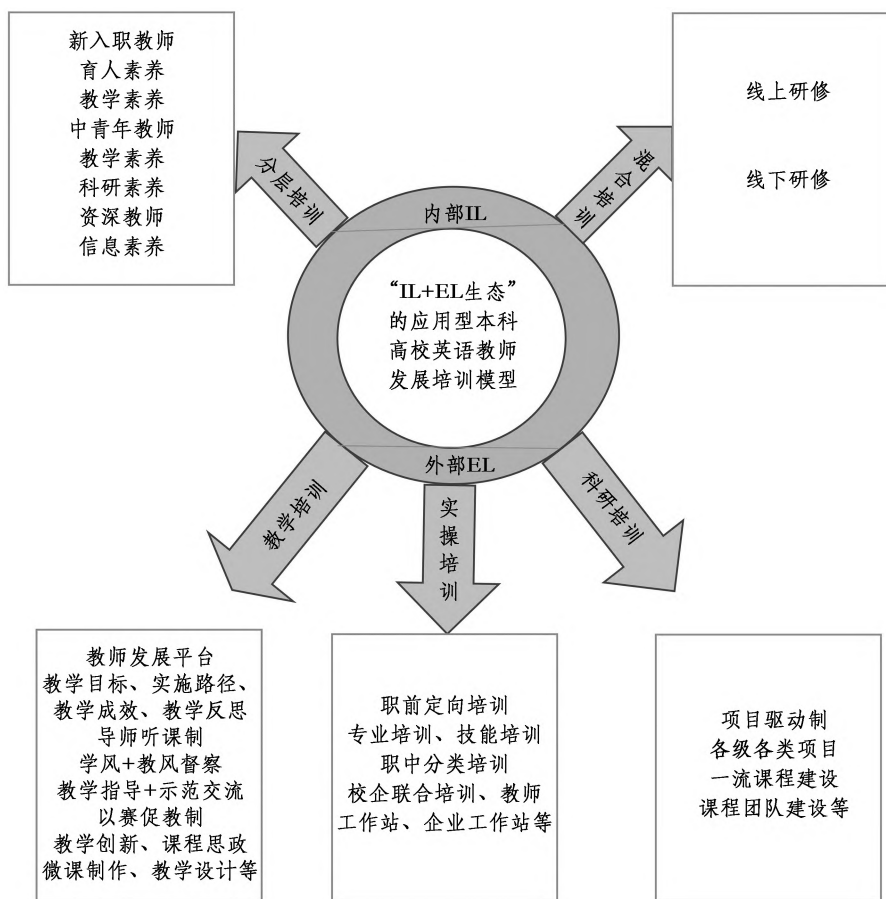 新入职教师
育人素养
教学素养
中青年教师
教学素养
科研素养
资深教师
信息素养
线上研修
线下研修
分层培训
混合培训
内部IL
“IL+EL生态”
的应用型本科
高校英语教师
发展培训模型
外部EL
教学培训
实操培训
科研培训
教师发展平台
教学目标、实施路径、
教学成效、教学反思
导师听课制
学风+教风督察
教学指导+示范交流
以赛促教制
教学创新、课程思政
微课制作、教学设计等
职前定向培训
专业培训、技能培训
职中分类培训
校企联合培训、教师
工作站、企业工作站等
项目驱动制
各级各类项目
一流课程建设
课程团队建设等